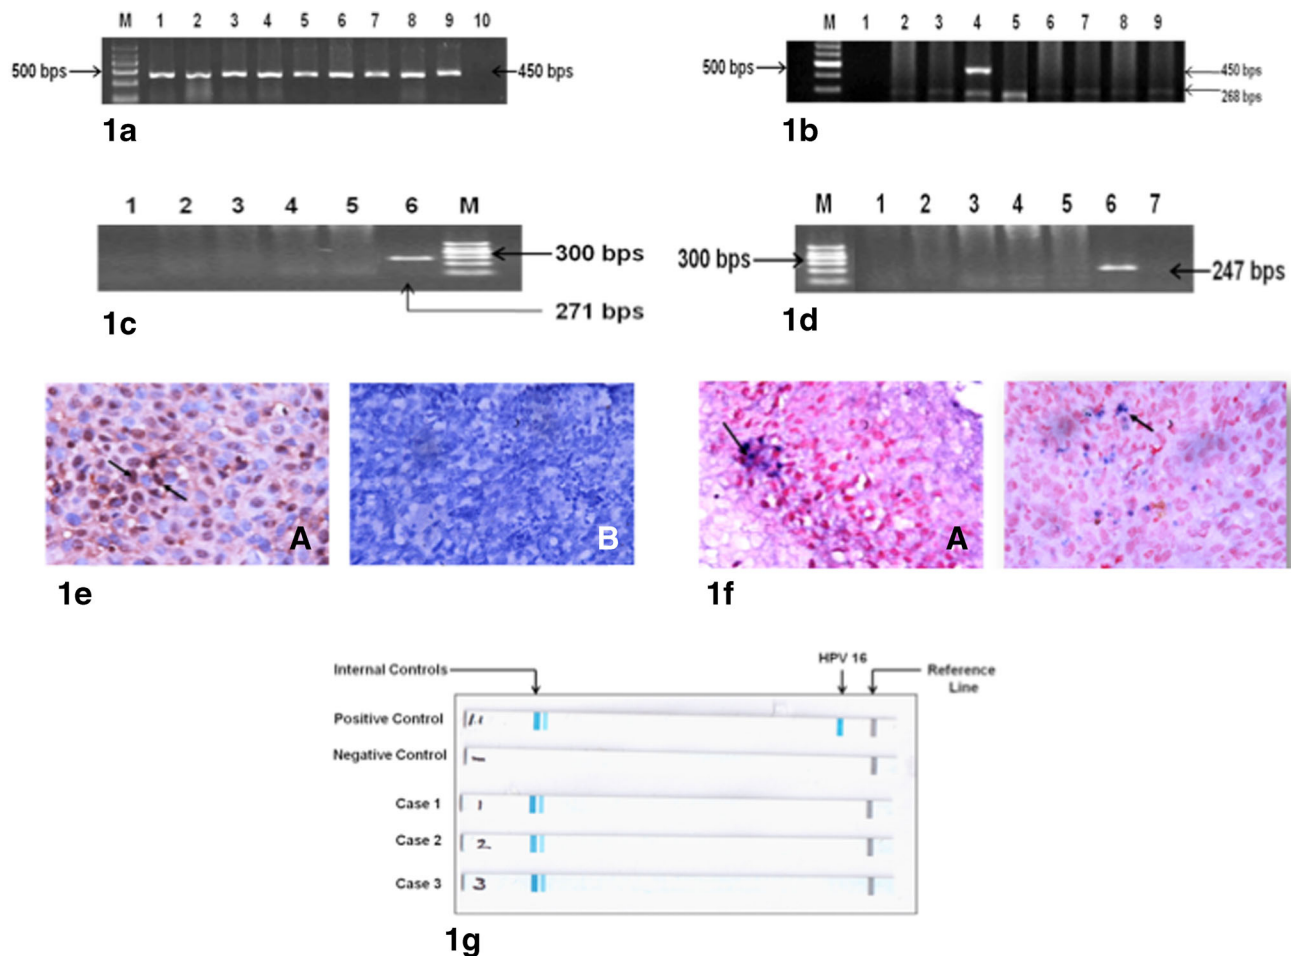 M 1 2 3 4 5 6 7 8 9 10
500 bps
450 bps
1a
M 1 2 3 4 5 6 7 8 9
500 bps
450 bps
268 bps
1b
1 2 3 4 5 6 M
300 bps
271 bps
1c
M 1 2 3 4 5 6 7
300 bps
247 bps
1d
A
B
1e
A
1f
Internal Controls
HPV 16
Reference
Line
Positive Control
Negative Control
Case 1
1
Case 2
2
Case 3
3
1g